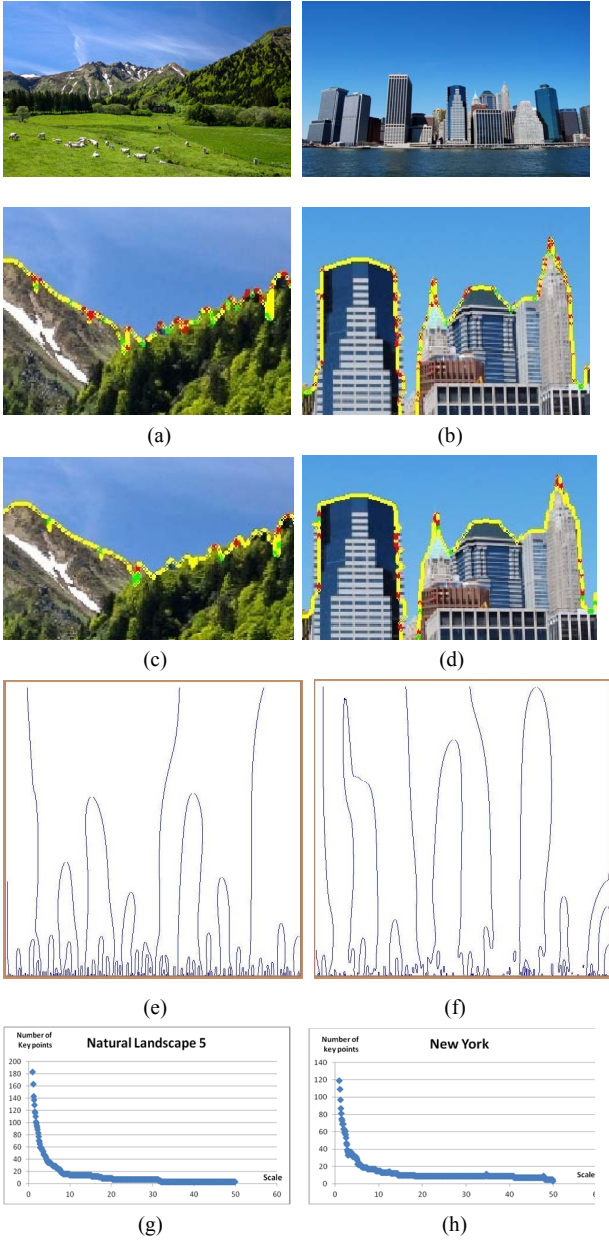 (a) (b)
(c) (d)
(e) (f)
Number of
Key points
Natural Landscape 5
200
180
160
140
120
100
80
60
40
20
0
Scale
0 10 20 30 40 50 60
(g)
Number of
key points
New York
140
120
100
80
60
40
20
0
Scale
0 10 20 30 40 50
(h)